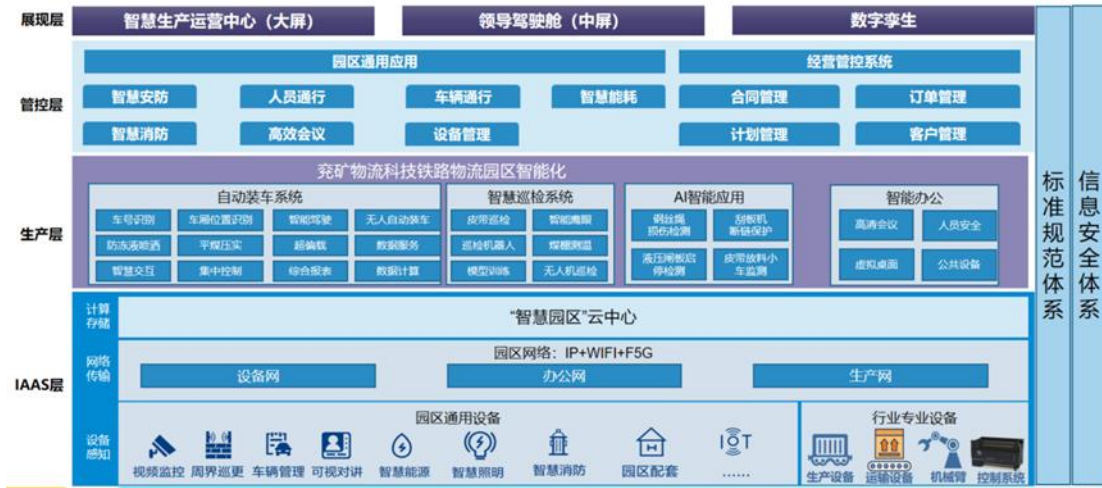 展现层
智慧生产运营中心（大屏）
领导驾驶舱（中屏）
数字孪生
管控层
园区通用应用
经营管控系统
智慧安防
人员通行
车辆通行
智慧能耗
合同管理
订单管理
智慧消防
高效会议
设备管理
计划管理
客户管理
生产层
兖矿物流科技铁路物流园区智能化
自动装车系统
车号识别
车厢位置识别
智能驾驶
无人自动装车
防冻液喷洒
平煤压实
超偏载
数据服务
智慧交互
集中控制
综合报表
数据计算
智慧巡检系统
皮带巡检
智能鹰眼
巡检机器人
煤棚测温
模型训练
无人机巡检
AI智能应用
钢丝绳
损伤检测
刮板机
断链保护
液压闸板启
停检测
皮带放料小
车监测
智能办公
高清会议
人员安全
虚拟桌面
公共设备
IAAS层
计算
存储
“智慧园区”云中心
网络
传输
园区网络：IP+WIFI+F5G
设备网
办公网
生产网
设备
感知
园区通用设备
视频监控
周界巡更
车辆管理
可视对讲
智慧能源
智慧照明
智慧消防
园区配套
IOT
……
行业专业设备
生产设备
运输设备
机械臂
控制系统
标准规范体系
信息安全体系